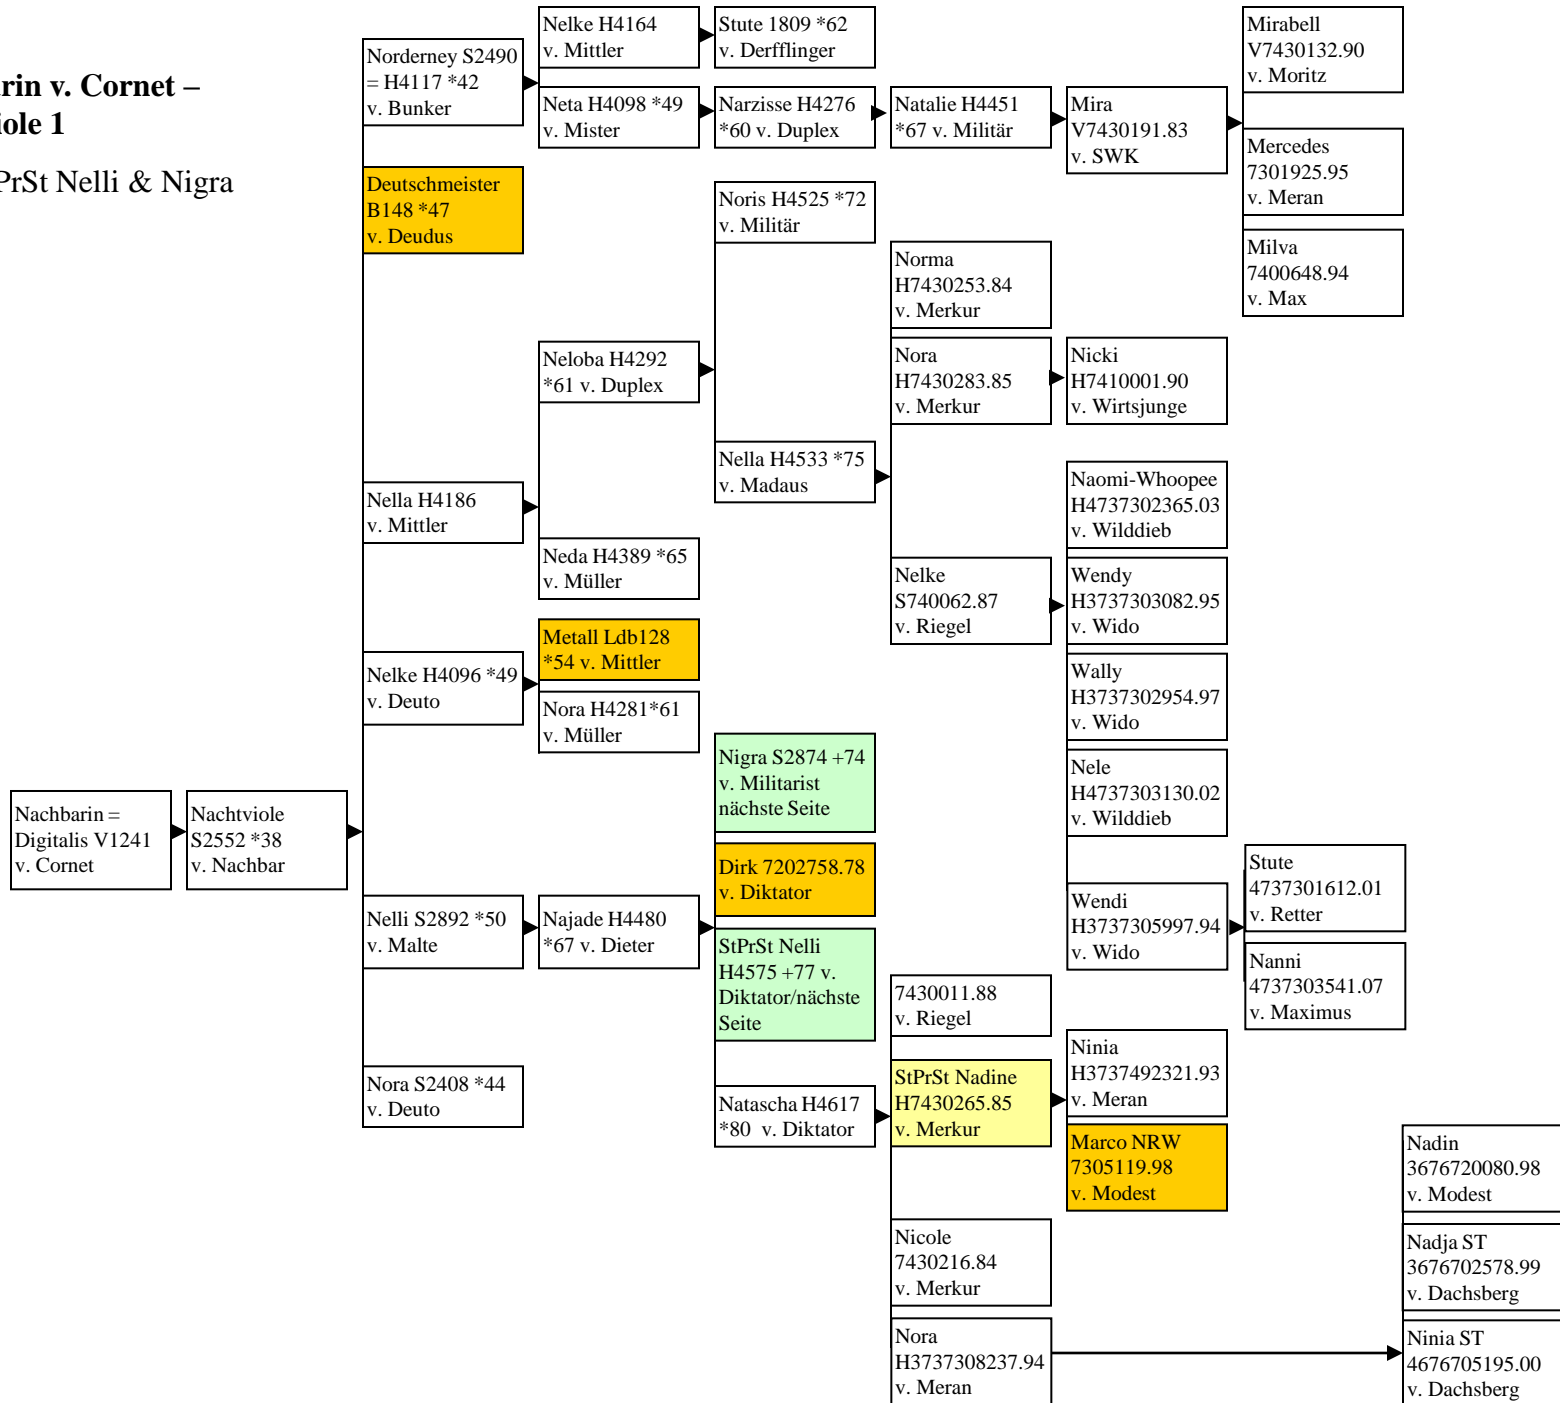 rin v. Cornet –
iole 1
PrSt Nelli & Nigra
Nachbarin =
Digitalis V1241
v. Cornet
Nachtviole
S2552 *38
v. Nachbar
Norderney S2490
= H4117 *42
v. Bunker
Deutschmeister
B148 *47
v. Deudus
Nella H4186
v. Mittler
Nelke H4096 *49
v. Deuto
Nelli S2892 *50
v. Malte
Nora S2408 *44
v. Deuto
Nelke H4164
v. Mittler
Neta H4098 *49
v. Mister
Neloba H4292
*61 v. Duplex
Neda H4389 *65
v. Müller
Metall Ldb128
*54 v. Mittler
Nora H4281*61
v. Müller
Najade H4480
*67 v. Dieter
Stute 1809 *62
v. Derfflinger
Narzisse H4276
*60 v. Duplex
Noris H4525 *72
v. Militär
Nella H4533 *75
v. Madaus
Nigra S2874 +74
v. Militarist
nächste Seite
Dirk 7202758.78
v. Diktator
StPrSt Nelli
H4575 +77 v.
Diktator/nächste
Seite
Natascha H4617
*80 v. Diktator
Natalie H4451
*67 v. Militär
Norma
H7430253.84
v. Merkur
Nora
H7430283.85
v. Merkur
Nelke
S740062.87
v. Riegel
7430011.88
v. Riegel
StPrSt Nadine
H7430265.85
v. Merkur
Nicole
7430216.84
v. Merkur
Nora
H3737308237.94
v. Meran
Mira
V7430191.83
v. SWK
Nicki
H7410001.90
v. Wirtsjunge
Naomi-Whoopee
H4737302365.03
v. Wilddieb
Wendy
H3737303082.95
v. Wido
Wally
H3737302954.97
v. Wido
Nele
H4737303130.02
v. Wilddieb
Wendi
H3737305997.94
v. Wido
Ninia
H3737492321.93
v. Meran
Marco NRW
7305119.98
v. Modest
Mirabell
V7430132.90
v. Moritz
Mercedes
7301925.95
v. Meran
Milva
7400648.94
v. Max
Stute
4737301612.01
v. Retter
Nanni
4737303541.07
v. Maximus
Nadin
3676720080.98
v. Modest
Nadja ST
3676702578.99
v. Dachsberg
Ninia ST
4676705195.00
v. Dachsberg